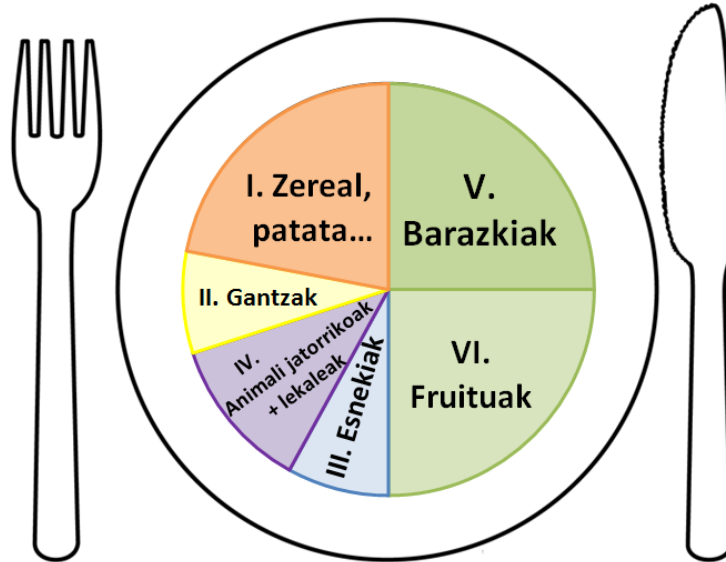 I. Zereal,
patata...
V.
Barazkiak
II. Gantzak
IV.
Animali jatorrikoak
+ lekaleak
III. Esnekiak
VI.
Fruituak